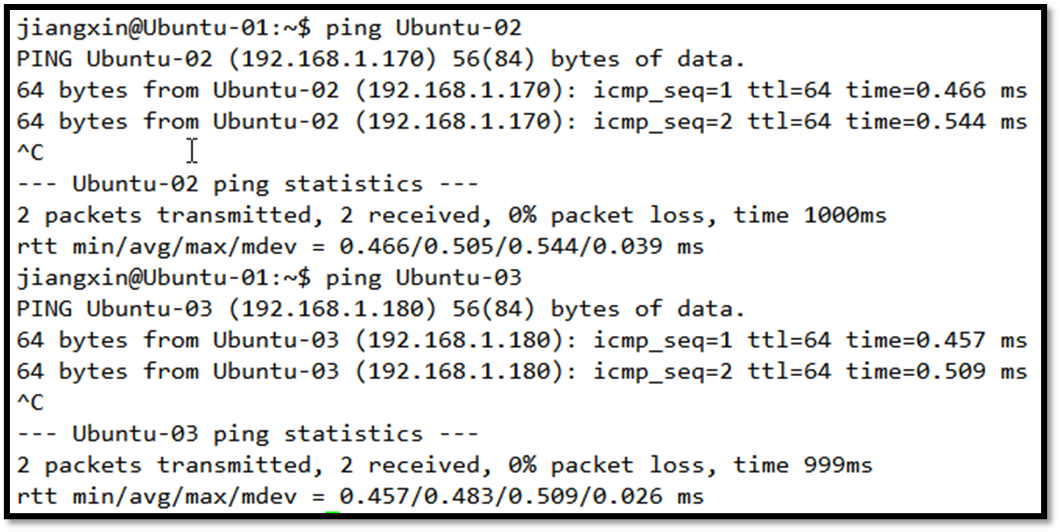 jiangxin@Ubuntu-01:~$ ping Ubuntu-02
PING Ubuntu-02 (192.168.1.170) 56(84) bytes of data.
64 bytes from Ubuntu-02 (192.168.1.170): icmp_seq=1 ttl=64 time=0.466 ms
64 bytes from Ubuntu-02 (192.168.1.170): icmp_seq=2 ttl=64 time=0.544 ms
^C
--- Ubuntu-02 ping statistics ---
2 packets transmitted, 2 received, 0% packet loss, time 1000ms
rtt min/avg/max/mdev = 0.466/0.505/0.544/0.039 ms
jiangxin@Ubuntu-01:~$ ping Ubuntu-03
PING Ubuntu-03 (192.168.1.180) 56(84) bytes of data.
64 bytes from Ubuntu-03 (192.168.1.180): icmp_seq=1 ttl=64 time=0.457 ms
64 bytes from Ubuntu-03 (192.168.1.180): icmp_seq=2 ttl=64 time=0.509 ms
^C
--- Ubuntu-03 ping statistics ---
2 packets transmitted, 2 received, 0% packet loss, time 999ms
rtt min/avg/max/mdev = 0.457/0.483/0.509/0.026 ms